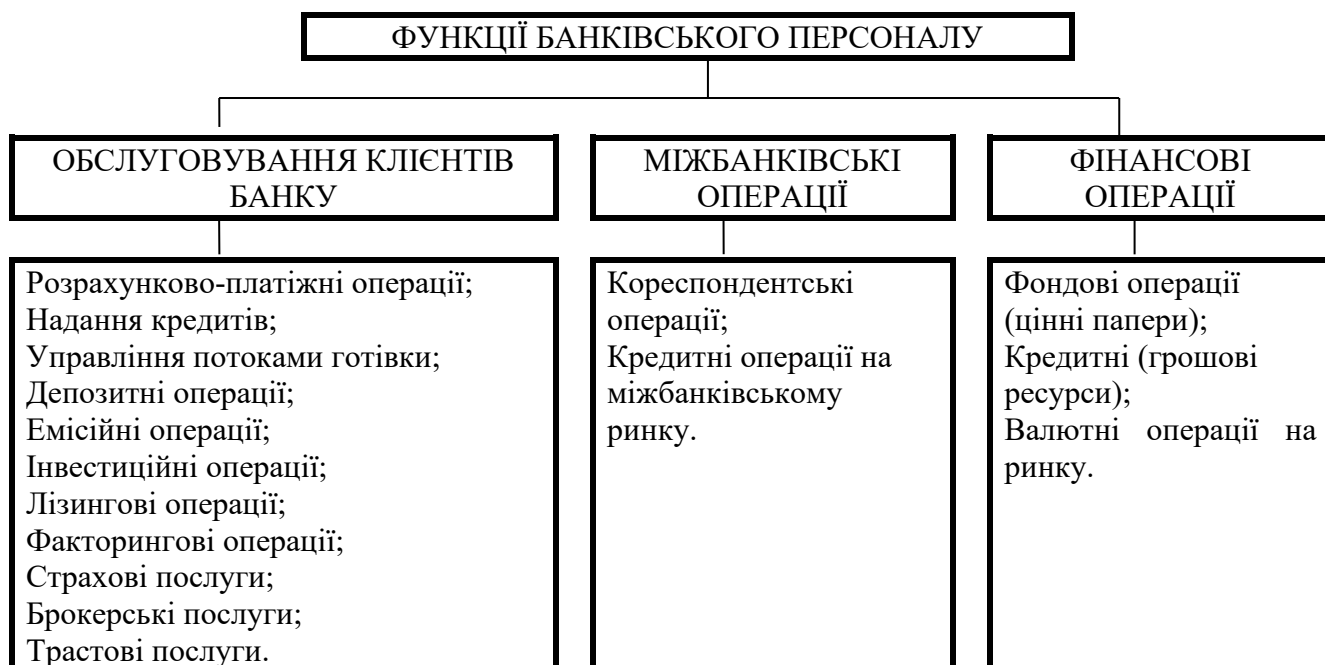 ФУНКЦІЇ БАНКІВСЬКОГО ПЕРСОНАЛУ
ОБСЛУГОВУВАННЯ КЛІЄНТІВ
БАНКУ
МІЖБАНКІВСЬКІ
ОПЕРАЦІЇ
ФІНАНСОВІ
ОПЕРАЦІЇ
Розрахунково-платіжні операції;
Надання кредитів;
Управління потоками готівки;
Депозитні операції;
Емісійні операції;
Інвестиційні операції;
Лізингові операції;
Факторингові операції;
Страхові послуги;
Брокерські послуги;
Трастові послуги.
Кореспондентські
операції;
Кредитні операції на
міжбанківському
ринку.
Фондові операції
(цінні папери);
Кредитні (грошові
ресурси);
Валютні операції на
ринку.